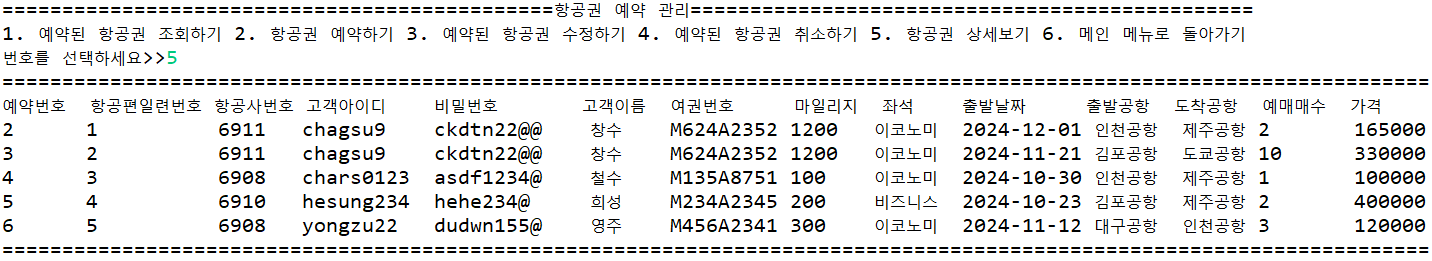 ==============================================항공권 예약 관리===============================================
1. 예약된 항공권 조회하기 2. 항공권 예약하기 3. 예약된 항공권 수정하기 4. 예약된 항공권 취소하기 5. 항공권 상세보기 6. 메인 메뉴로 돌아가기
번호를 선택하세요>>5
=======================================================================================================================
예약번호 항공편일련번호 항공사번호 고객아이디 비밀번호 고객이름 여권번호 마일리지 좌석 출발날짜 출발공항 도착공항 예매매수 가격
2 1 6911 chagsu9 ckdtn22@@ 창수 M624A2352 1200 이코노미 2024-12-01 인천공항 제주공항 2 165000
3 2 6911 chagsu9 ckdtn22@@ 창수 M624A2352 1200 이코노미 2024-11-21 김포공항 도쿄공항 10 330000
4 3 6908 chars0123 asdf1234@ 철수 M135A8751 100 이코노미 2024-10-30 인천공항 제주공항 1 100000
5 4 6910 hesung234 hehe234@ 희성 M234A2345 200 비즈니스 2024-10-23 김포공항 제주공항 2 400000
6 5 6908 yongzu22 dudwn155@ 영주 M456A2341 300 이코노미 2024-11-12 대구공항 인천공항 3 120000
=======================================================================================================================